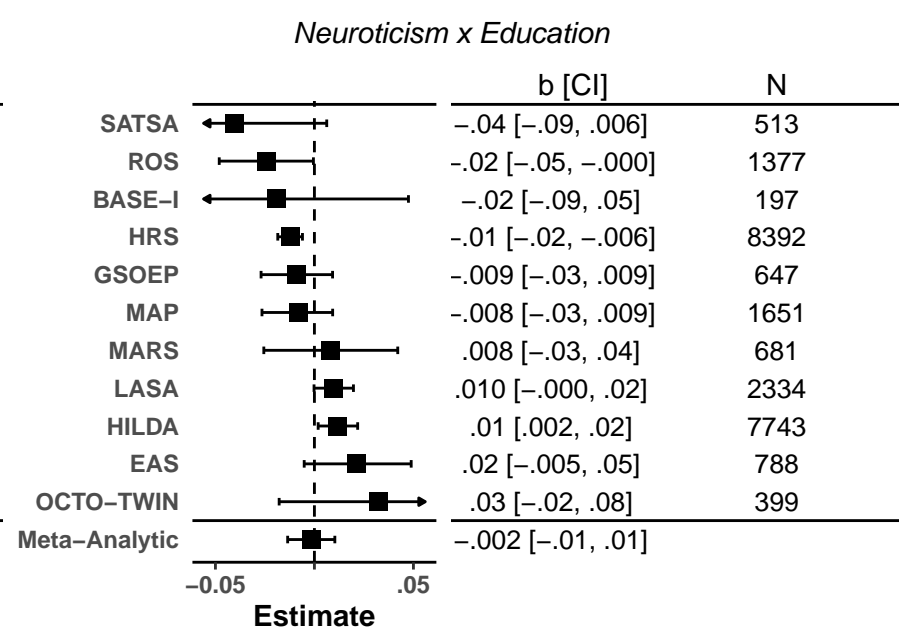 Neuroticism x Education
b [CI] N
SATSA −.04 [−.09, .006] 513
ROS −.02 [−.05, −.000] 1377
BASE−I −.02 [−.09, .05] 197
HRS −.01 [−.02, −.006] 8392
GSOEP −.009 [−.03, .009] 647
MAP −.008 [−.03, .009] 1651
MARS .008 [−.03, .04] 681
LASA .010 [−.000, .02] 2334
HILDA .01 [.002, .02] 7743
EAS .02 [−.005, .05] 788
OCTO−TWIN .03 [−.02, .08] 399
Meta−Analytic −.002 [−.01, .01]
−0.05 .05
Estimate